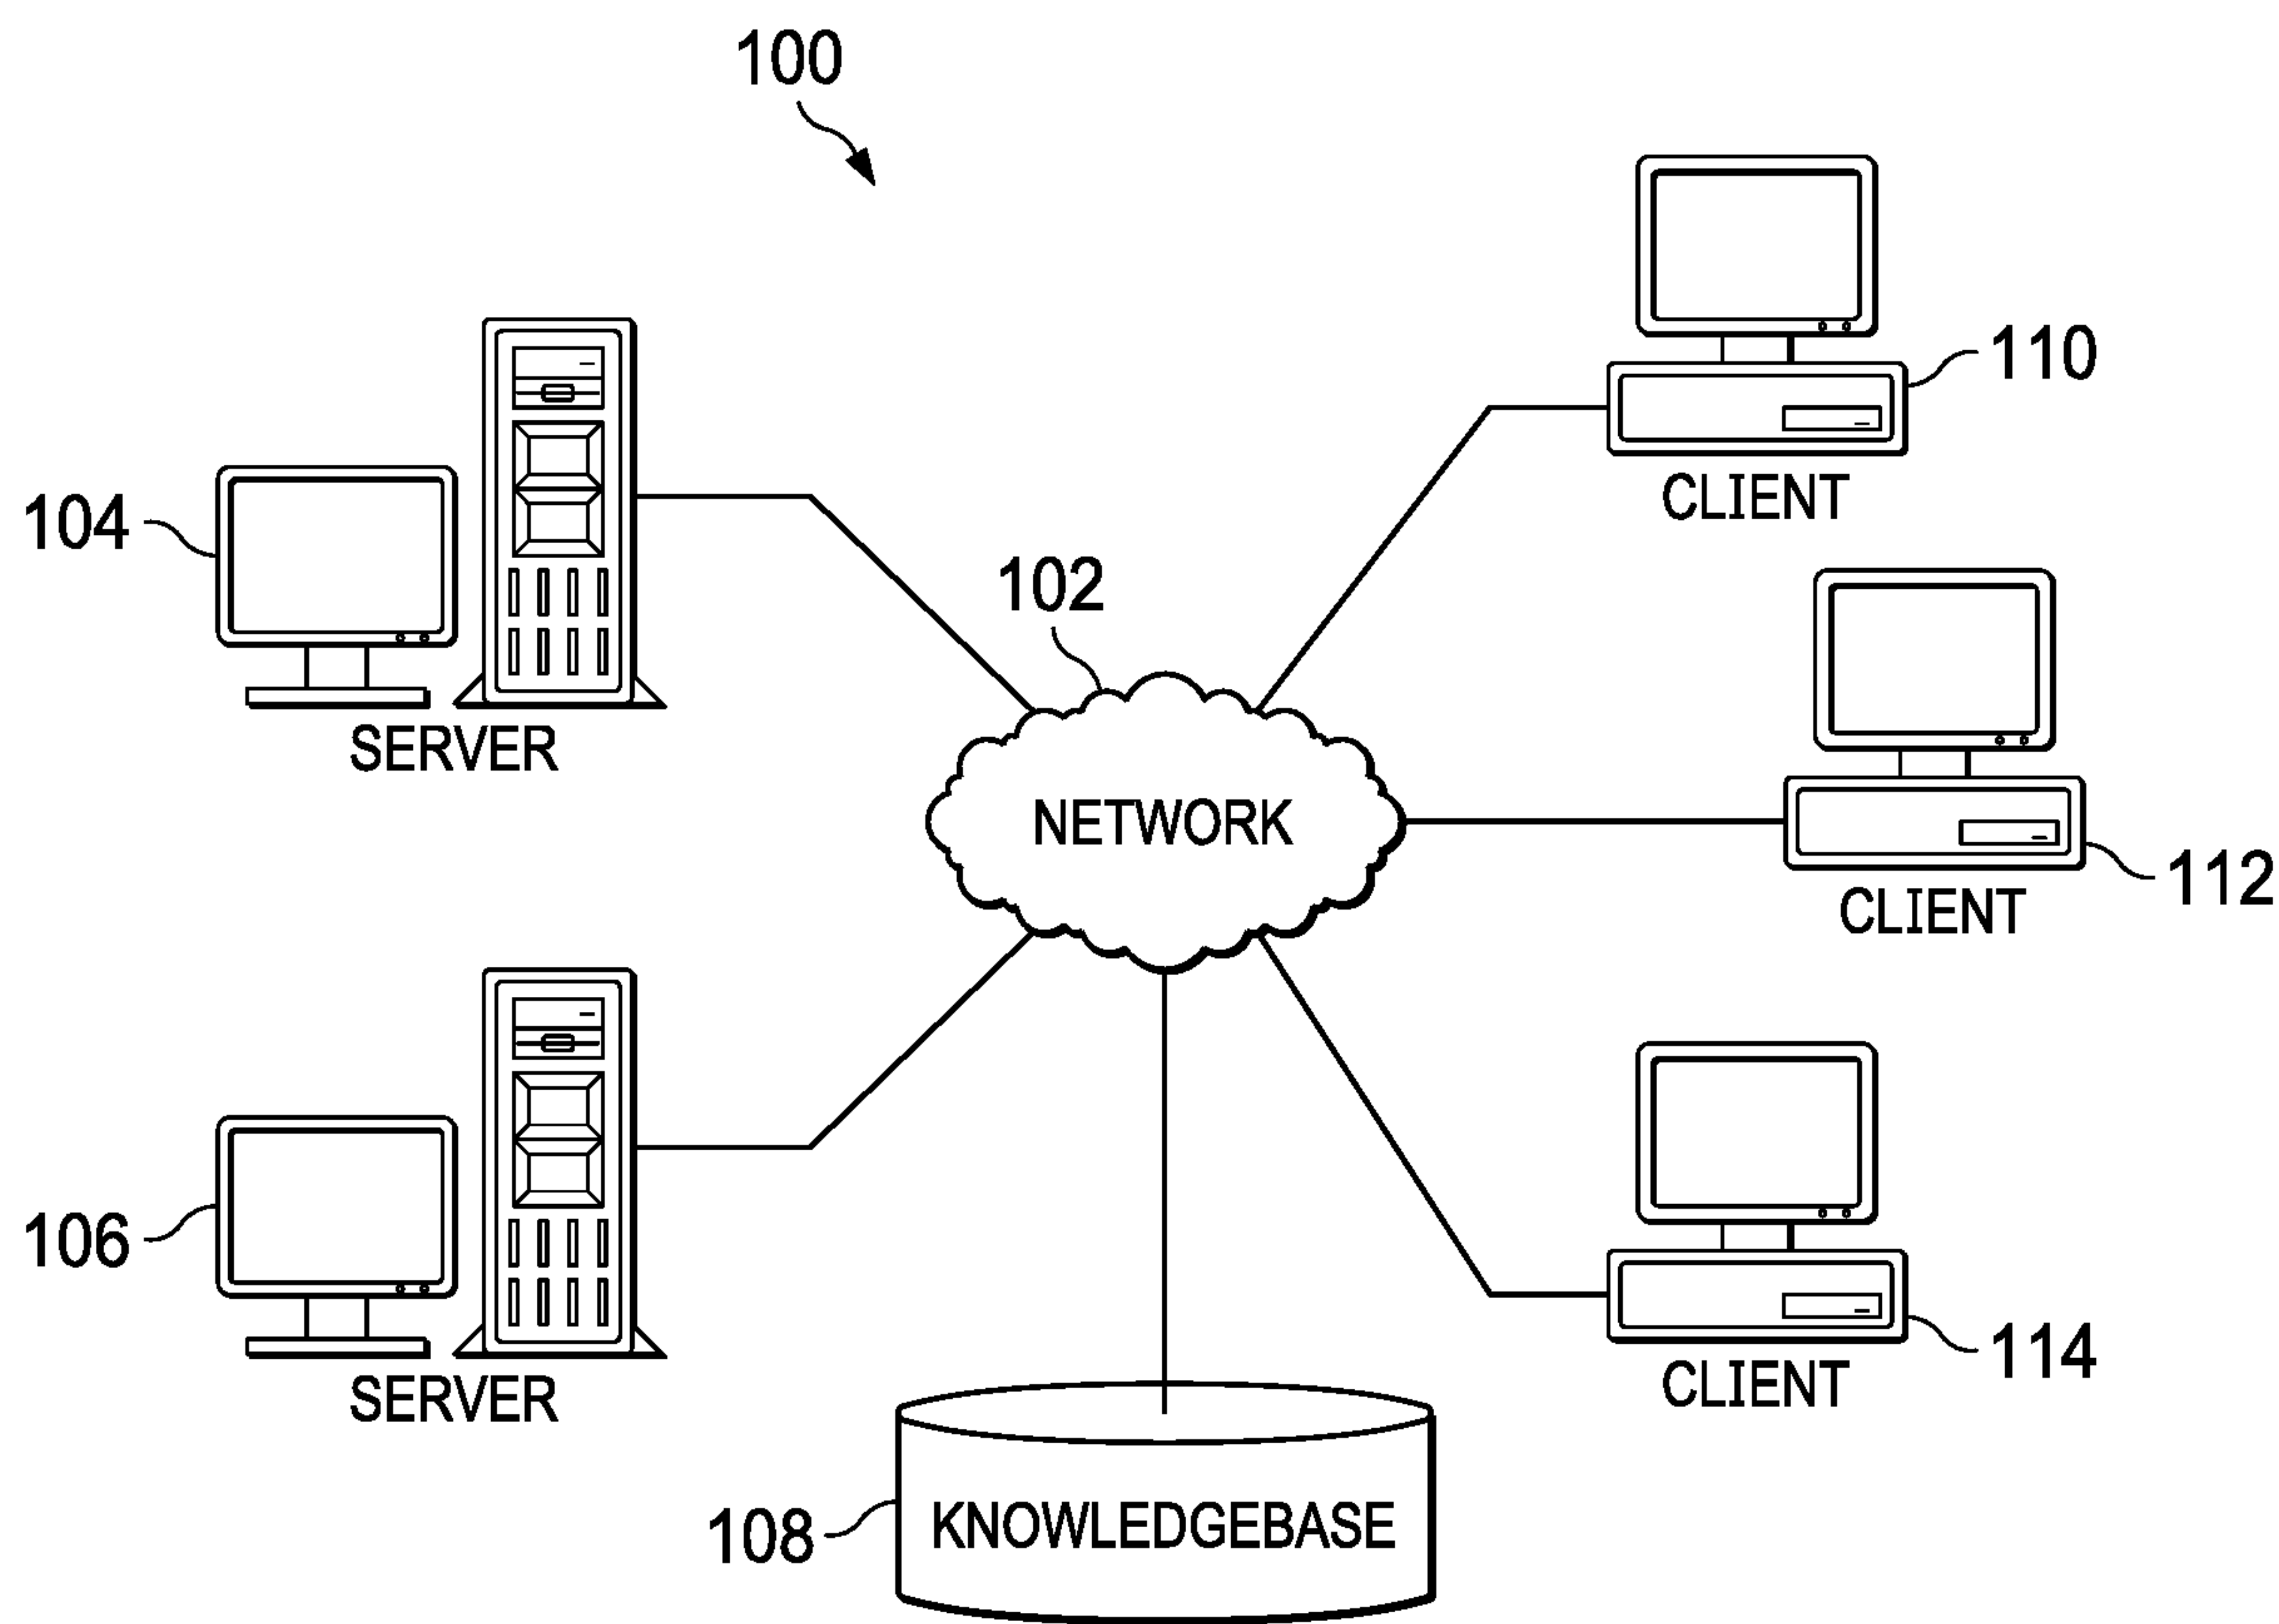 100
110
CLIENT
104
SERVER
102
NETWORK
112
CLIENT
106
SERVER
114
CLIENT
108
KNOWLEDGEBASE